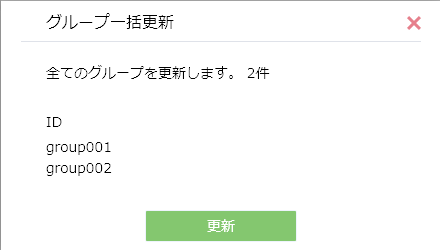 グループ一括更新
全てのグループを更新します。 2件
ID
group001
group002
更新